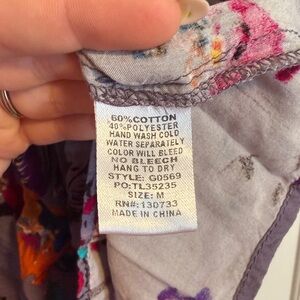 60%COTTON
40%POLYESTER
HAND WASH COLD
WATER SEPARATELY
COLOR WILL BLEED
NO BLEECH
HANG TO DRY
STYLE: G0569
PO:TL35235
SIZE: M
RN#: 130733
MADE IN CHINA